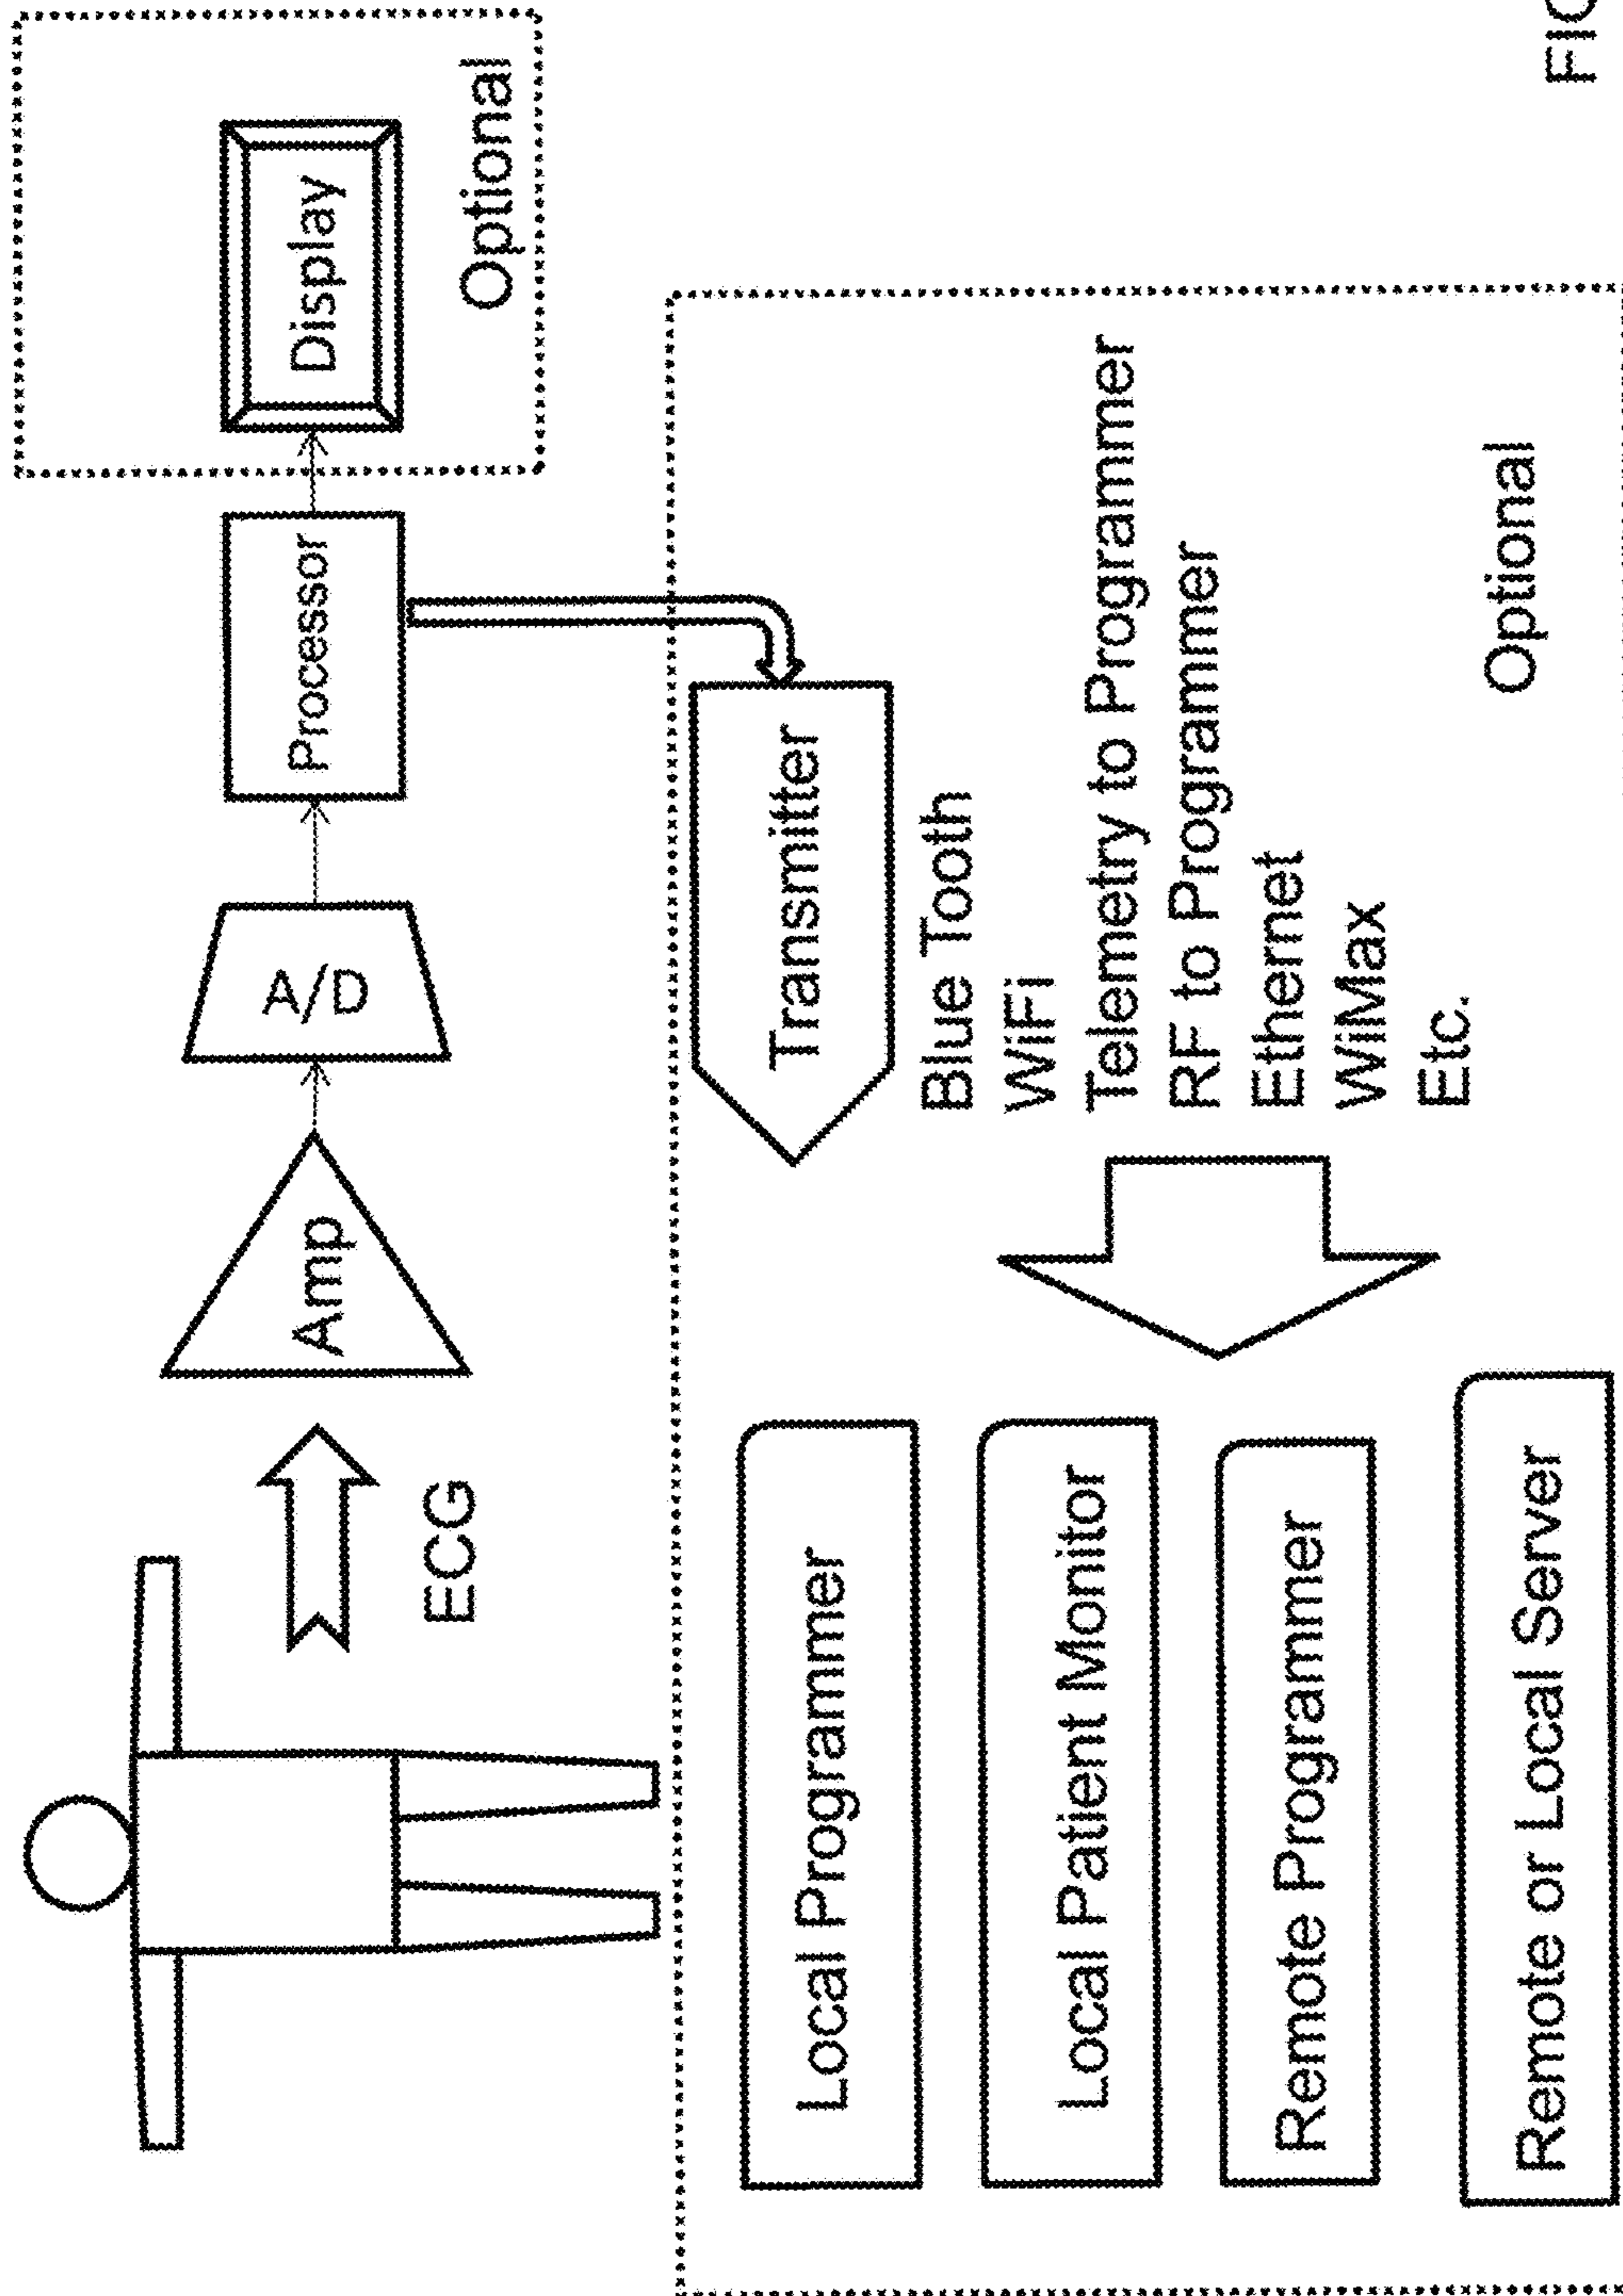 ECG
Amp
A/D
Processor
Display
Optional
Transmitter
Blue Tooth
WiFi
Telemetry to Programmer
RF to Programmer
Ethernet
WiMax
Etc.
Local Programmer
Local Patient Monitor
Remote Programmer
Remote or Local Server
Optional